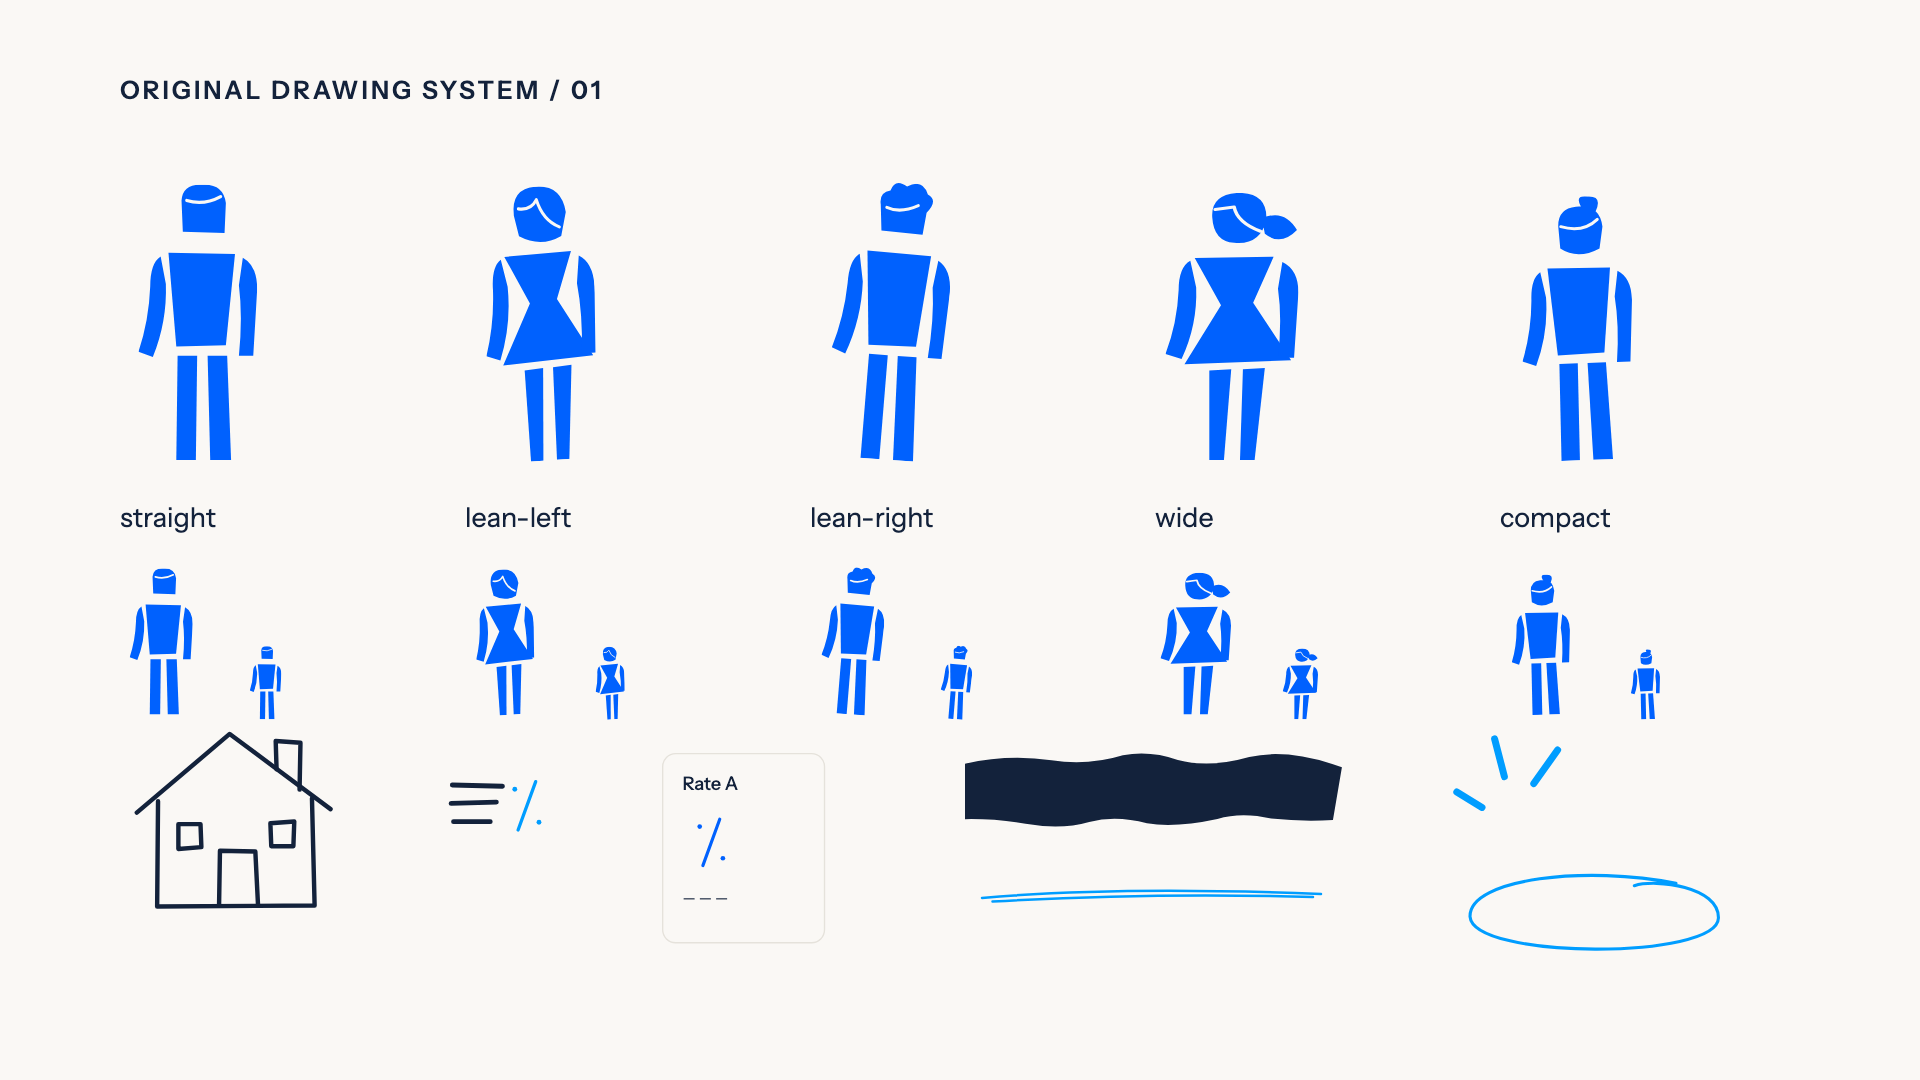 ORIGINAL DRAWING SYSTEM / 01
straight
lean-left
lean-right
wide
compact
Rate A